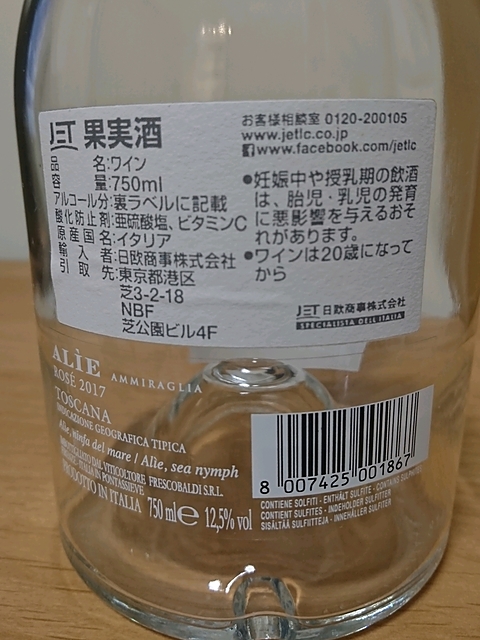 JET 果実酒
お客様相談室 0120-200105
www.jetlc.co.jp
www.facebook.com/jetlc
品 名:ワイン
容 量:750ml
アルコール分:裏ラベルに記載
酸化防止剤:亜硫酸塩、ビタミンC
原産国名:イタリア
輸入者:日欧商事株式会社
引取先:東京都港区
芝3-2-18
NBF
芝公園ビル4F
●妊娠中や授乳期の飲酒
は、胎児・乳児の発育
に悪影響を与えるおそ
れがあります。
●ワインは20歳になって
から
JET 日欧商事株式会社
SPECIALISTA DELL'ITALIA
ALÌE
AMMIRAGLIA
ROSÉ 2017
TOSCANA
INDICAZIONE GEOGRAFICA TIPICA
Alìe, ninfa del mare / Alìe, sea nymph
DAL VITICOLTORE FRESCOBALDI S.R.L.
ITALIA IN PONTASSIEVE
PRODOTTO IN ITALIA 750 ml e 12,5% vol
8 007425 001867
CONTIENE SOLFITI - ENTHÄLT SULFITE - CONTAINS
CONTIENT SULFITES - INDEHOLDER SULFITTER
SISÄLTÄÄ SULFIITTEJA - INNEHÅLLER SULFITER